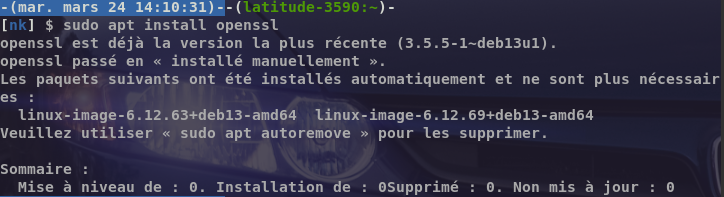 -(mar. mars 24 14:10:31)--(latitude-3590:~)-
[nk] $ sudo apt install openssl
openssl est déjà la version la plus récente (3.5.5-1~deb13u1).
openssl passé en « installé manuellement ».
Les paquets suivants ont été installés automatiquement et ne sont plus nécessair
es :
  linux-image-6.12.63+deb13-amd64  linux-image-6.12.69+deb13-amd64
Veuillez utiliser « sudo apt autoremove » pour les supprimer.

Sommaire :
  Mise à niveau de : 0. Installation de : 0Supprimé : 0. Non mis à jour : 0